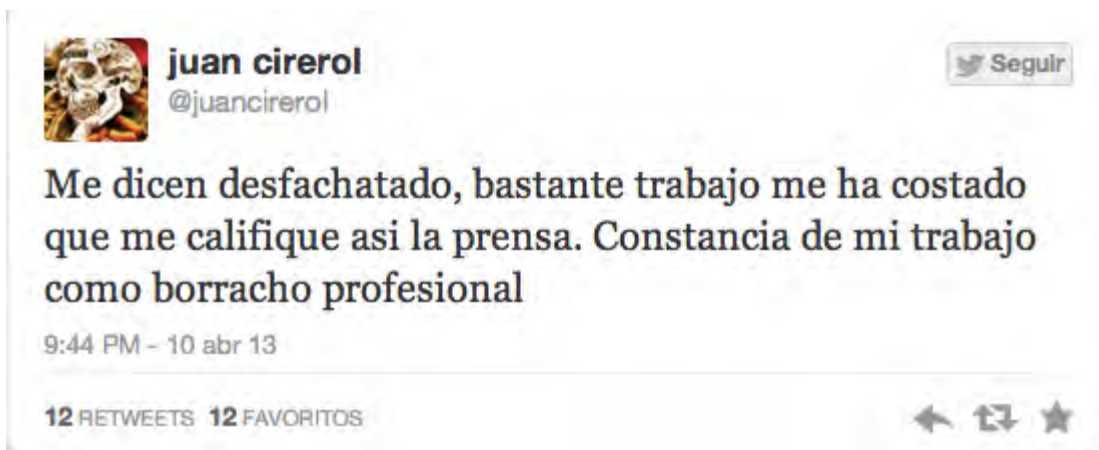 juan cirerol
@juancirerol
Seguir
Me dicen desfachatado, bastante trabajo me ha costado
que me califique asi la prensa. Constancia de mi trabajo
como borracho profesional
9:44 PM - 10 abr 13
12 RETWEETS 12 FAVORITOS